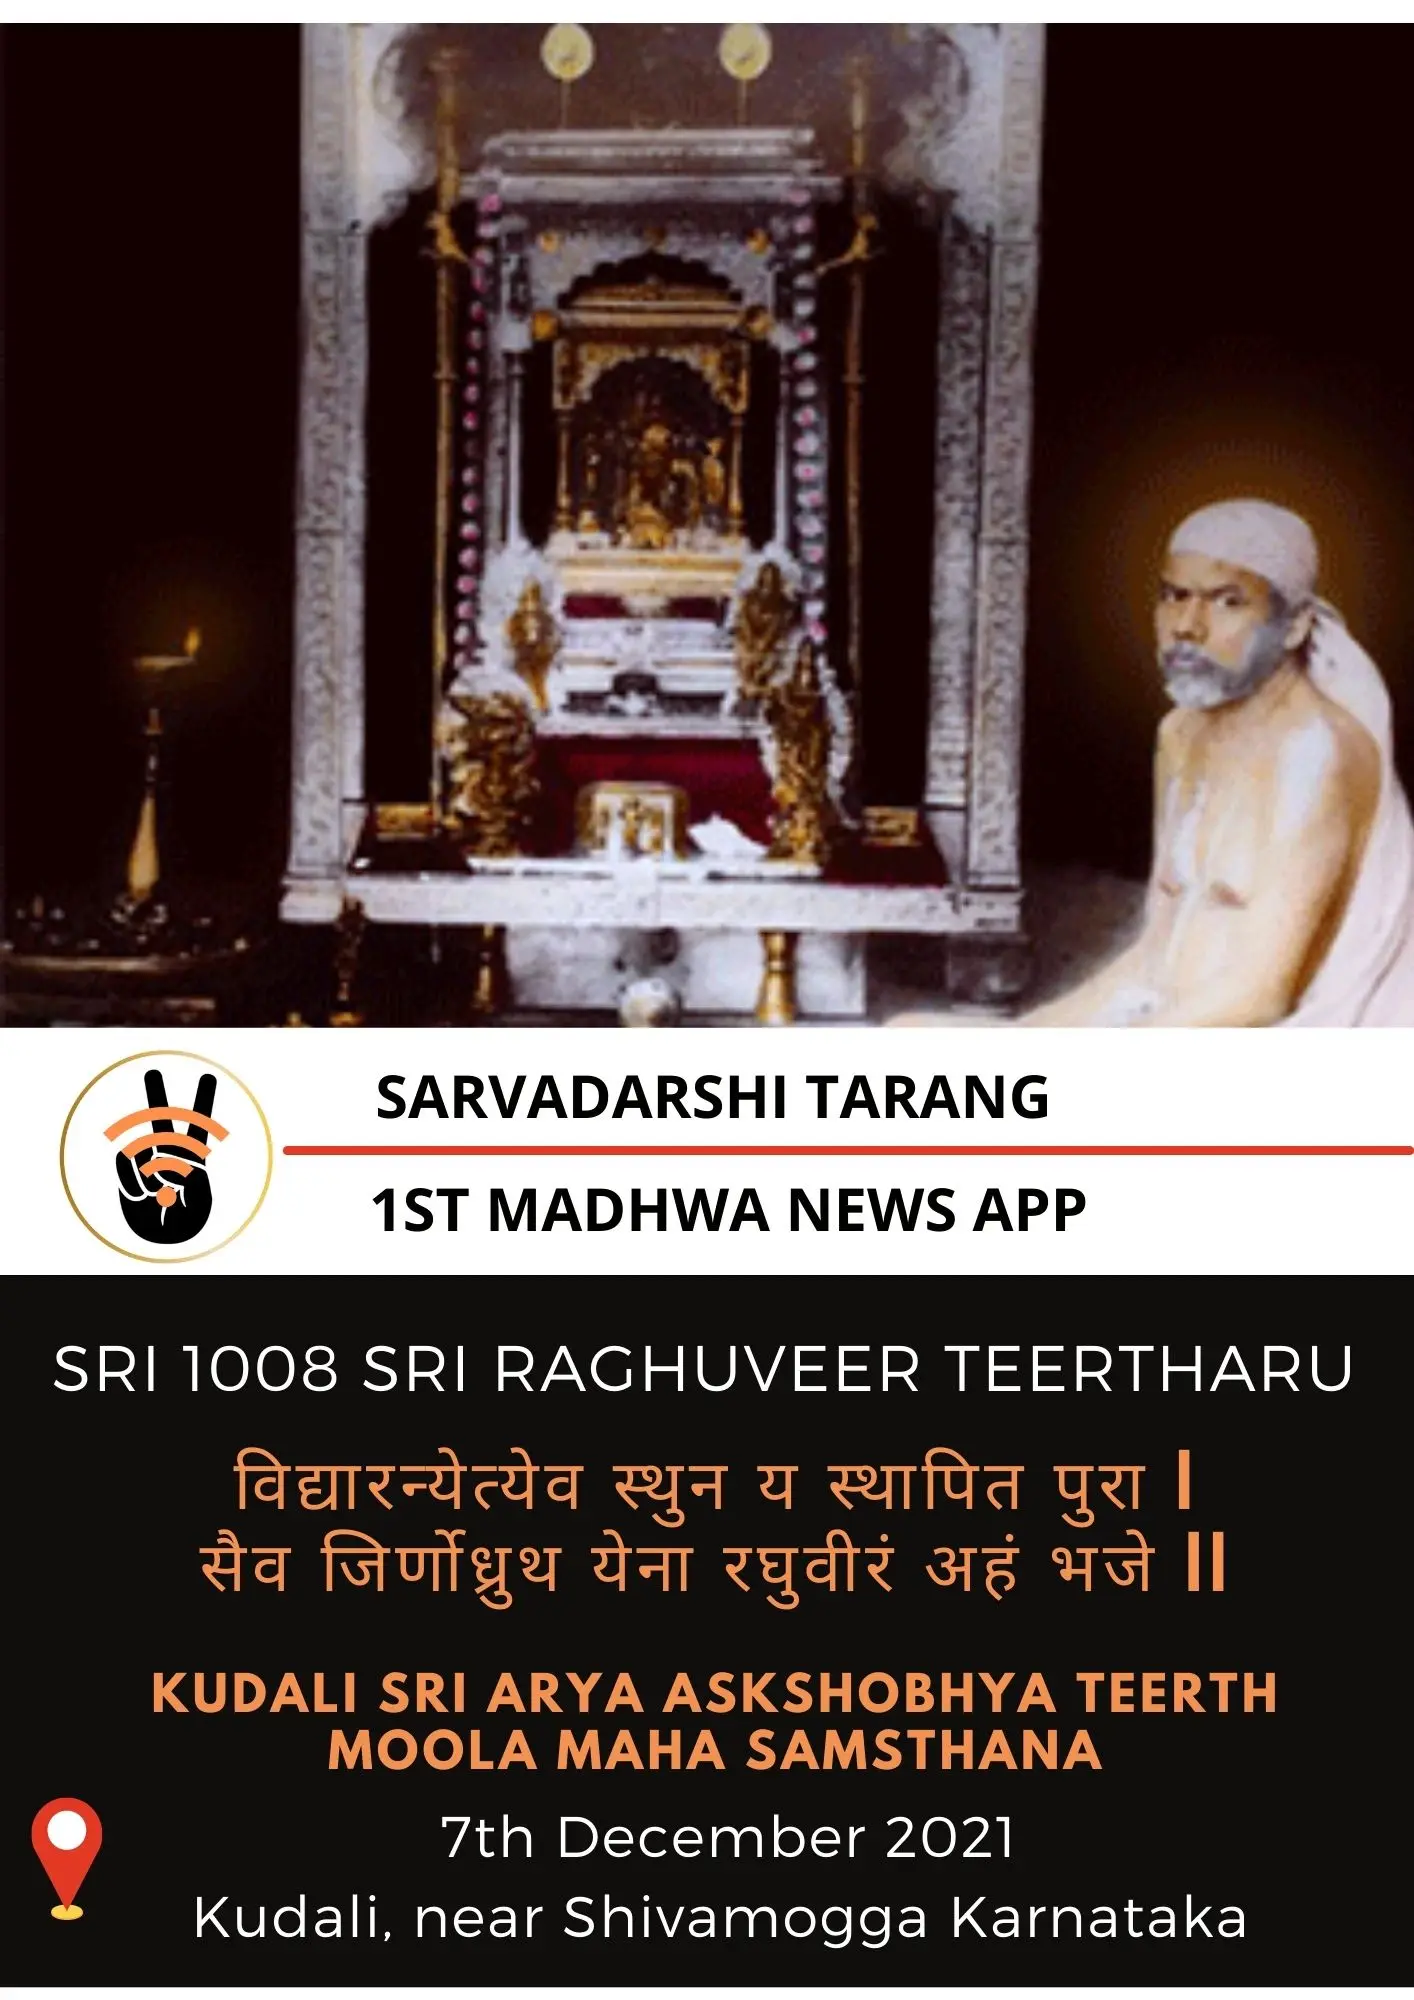 SARVADARSHI TARANG
1ST MADHWA NEWS APP
SRI 1008 SRI RAGHUVEER TEERTHARU
विद्यारन्येत्येव स्थुन य स्थापित पुरा |
सैव जिर्णोध्रुथ येना रघुवीरं अहं भजे ||
KUDALI SRI ARYA ASKSHOBHYA TEERTH
MOOLA MAHA SAMSTHANA
7th December 2021
Kudali, near Shivamogga Karnataka